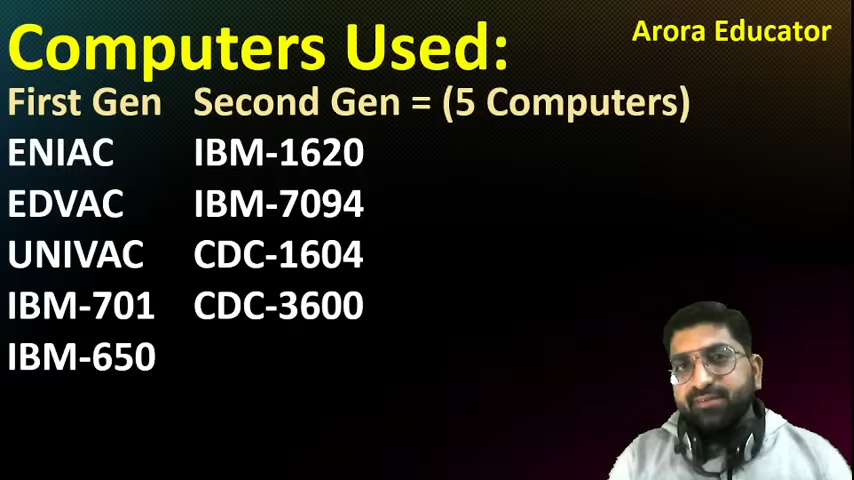 Computers Used:
Arora Educator
First Gen Second Gen = (5 Computers)
ENIAC IBM-1620
EDVAC IBM-7094
UNIVAC CDC-1604
IBM-701 CDC-3600
IBM-650